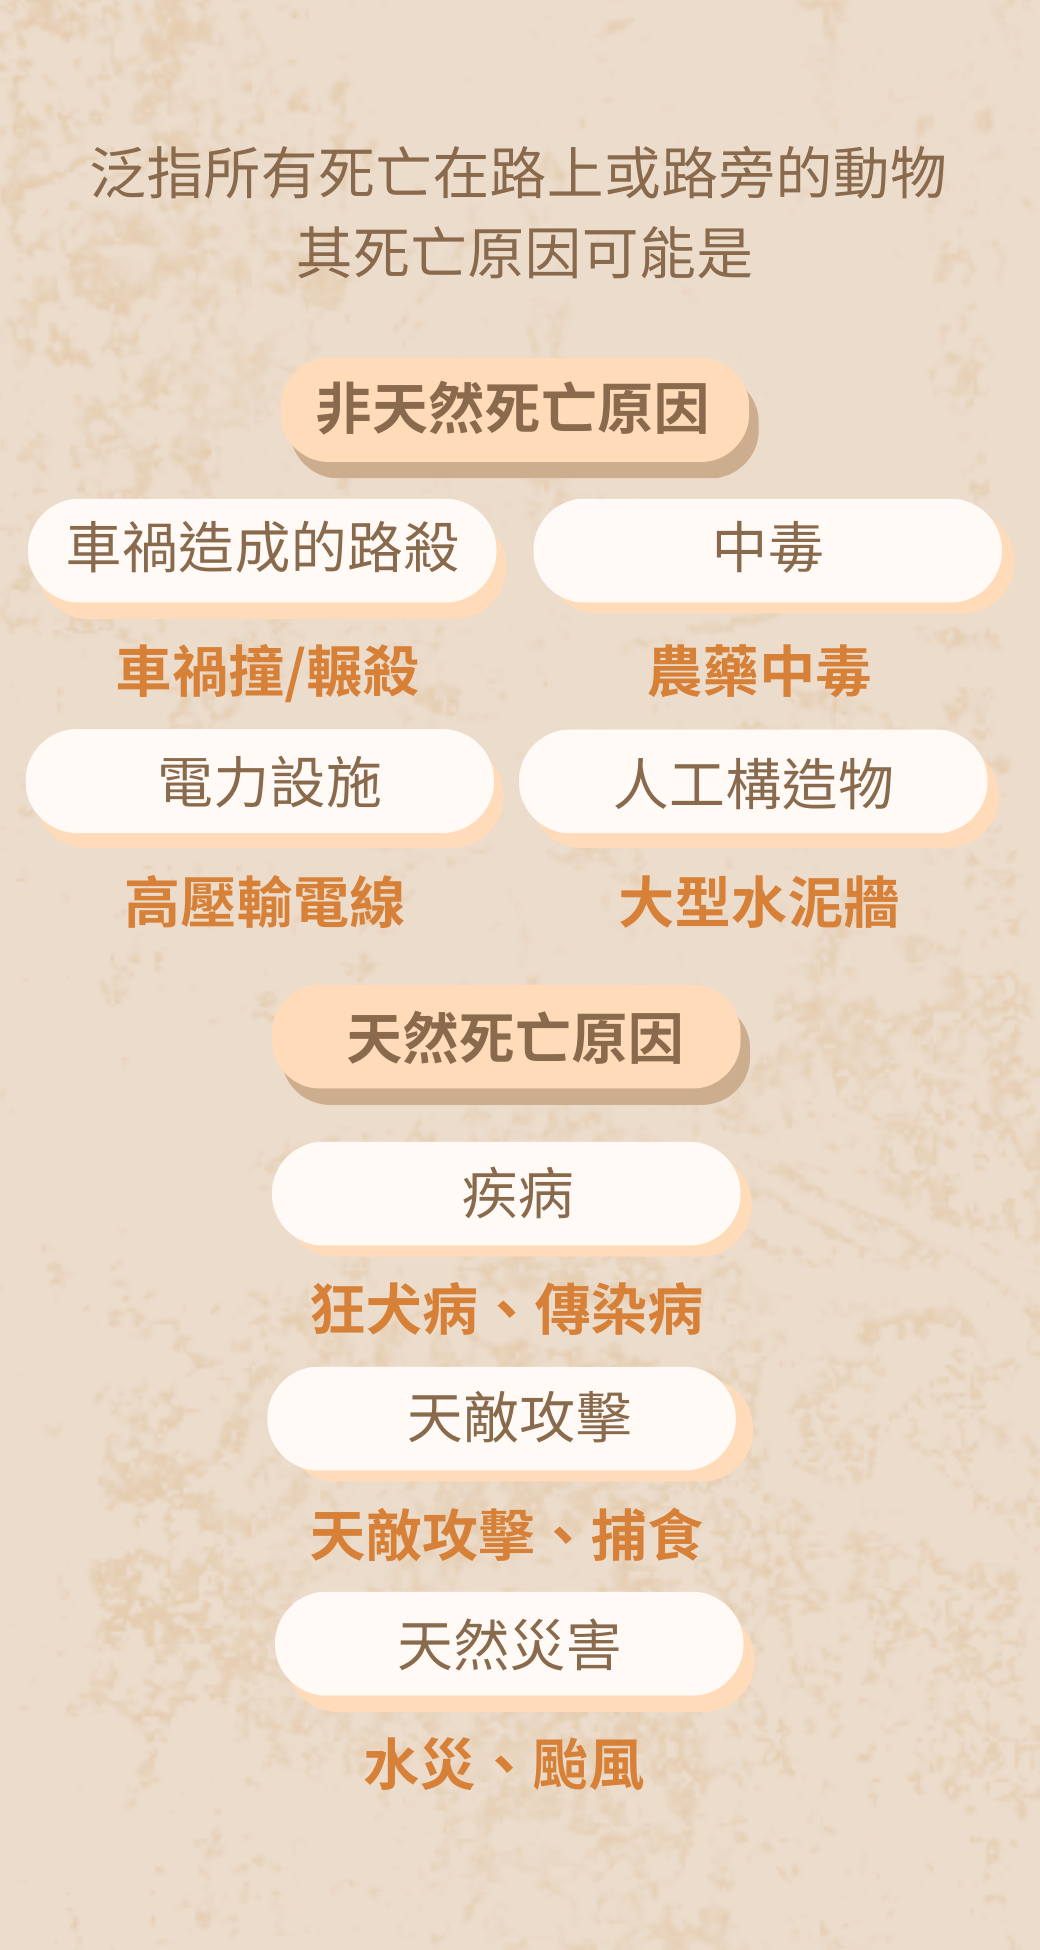 泛指所有死亡在路上或路旁的動物
其死亡原因可能是
非天然死亡原因
車禍造成的路殺
中毒
車禍撞/輾殺
農藥中毒
電力設施
人工構造物
高壓輸電線
大型水泥牆
天然死亡原因
疾病
狂犬病、傳染病
天敵攻擊
天敵攻擊、捕食
天然災害
水災、颱風